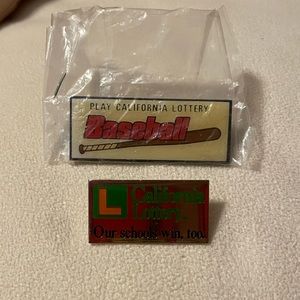 PLAY CALIFORNIA LOTTERY
Baseball
L California
Lottery
Our schools win, too.